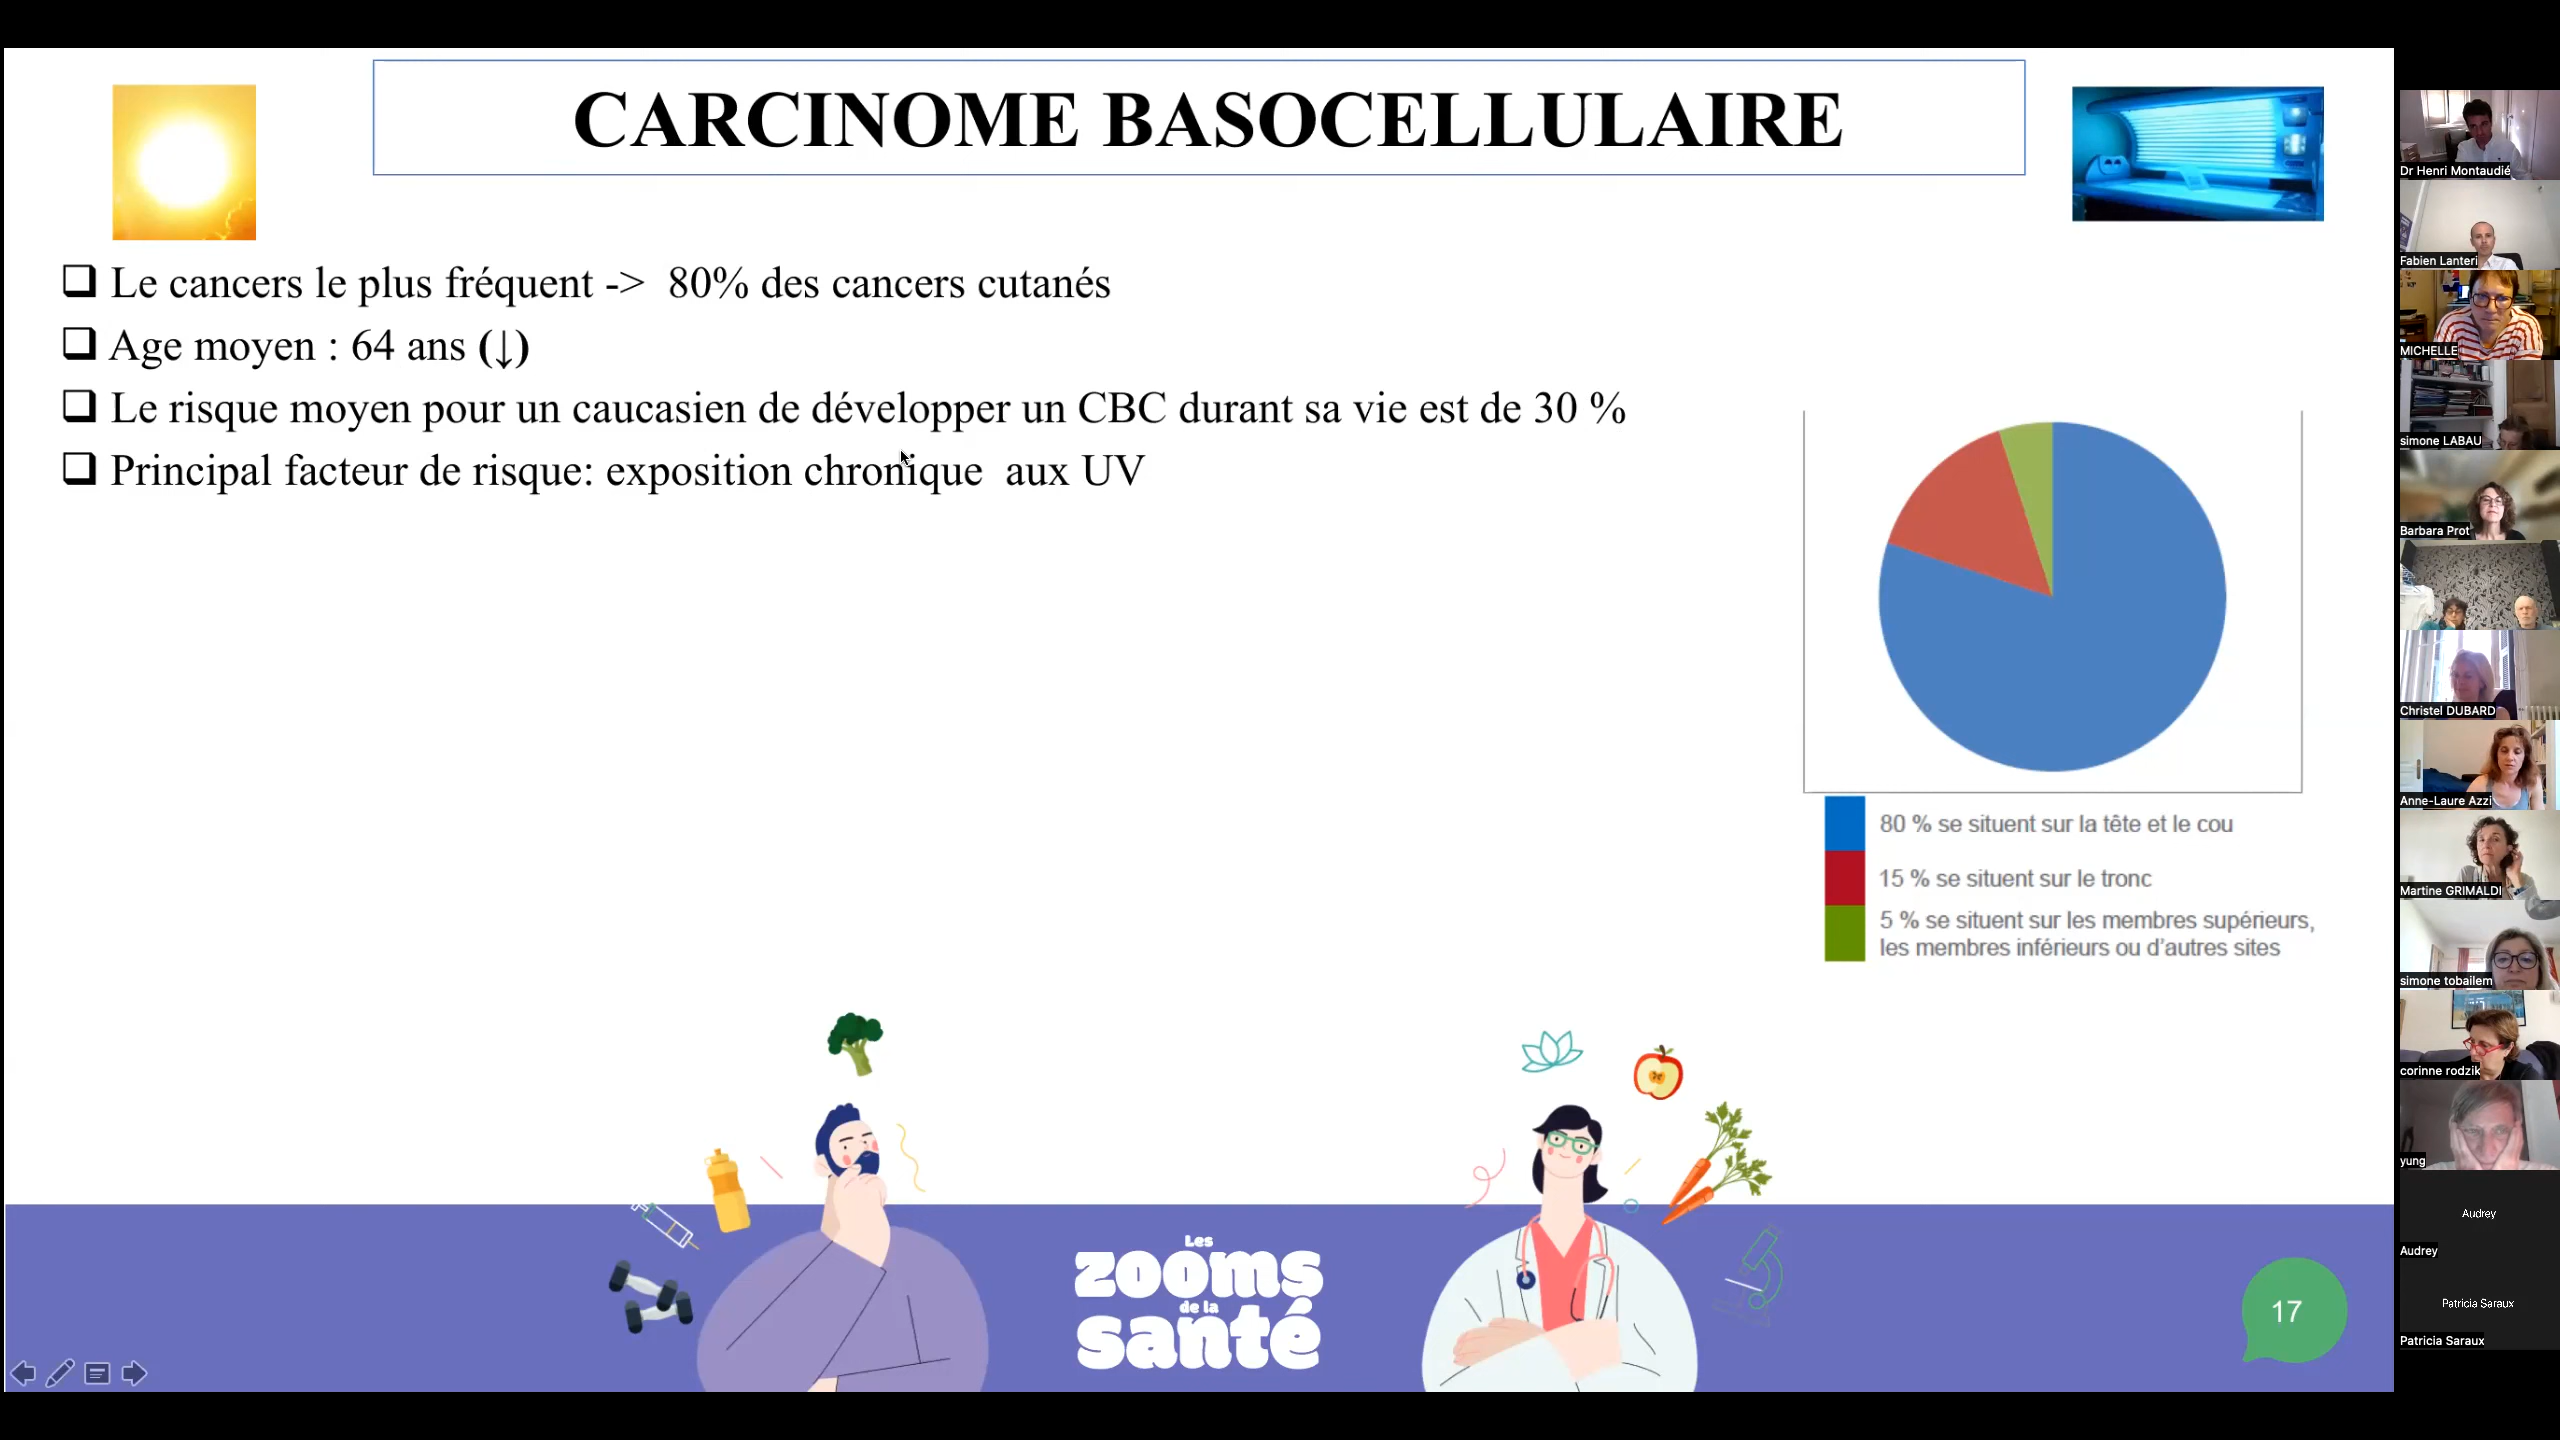 CARCINOME BASOCELLULAIRE
Le cancers le plus fréquent -> 80% des cancers cutanés
Age moyen : 64 ans (↓)
Le risque moyen pour un caucasien de développer un CBC durant sa vie est de 30 %
Principal facteur de risque: exposition chronique aux UV
80 % se situent sur la tête et le cou
15 % se situent sur le tronc
5 % se situent sur les membres supérieurs,
les membres inférieurs ou d'autres sites
Les
zooms
de la
santé
17
Dr Henri Montaudié
Fabien Lanteri
MICHELLE
simone LABAU
Barbara Prot
Christel DUBARD
Anne-Laure Azzi
Martine GRIMALDI
simone tobailem
corinne rodzik
yung
Audrey
Audrey
Patricia Saraux
Patricia Saraux